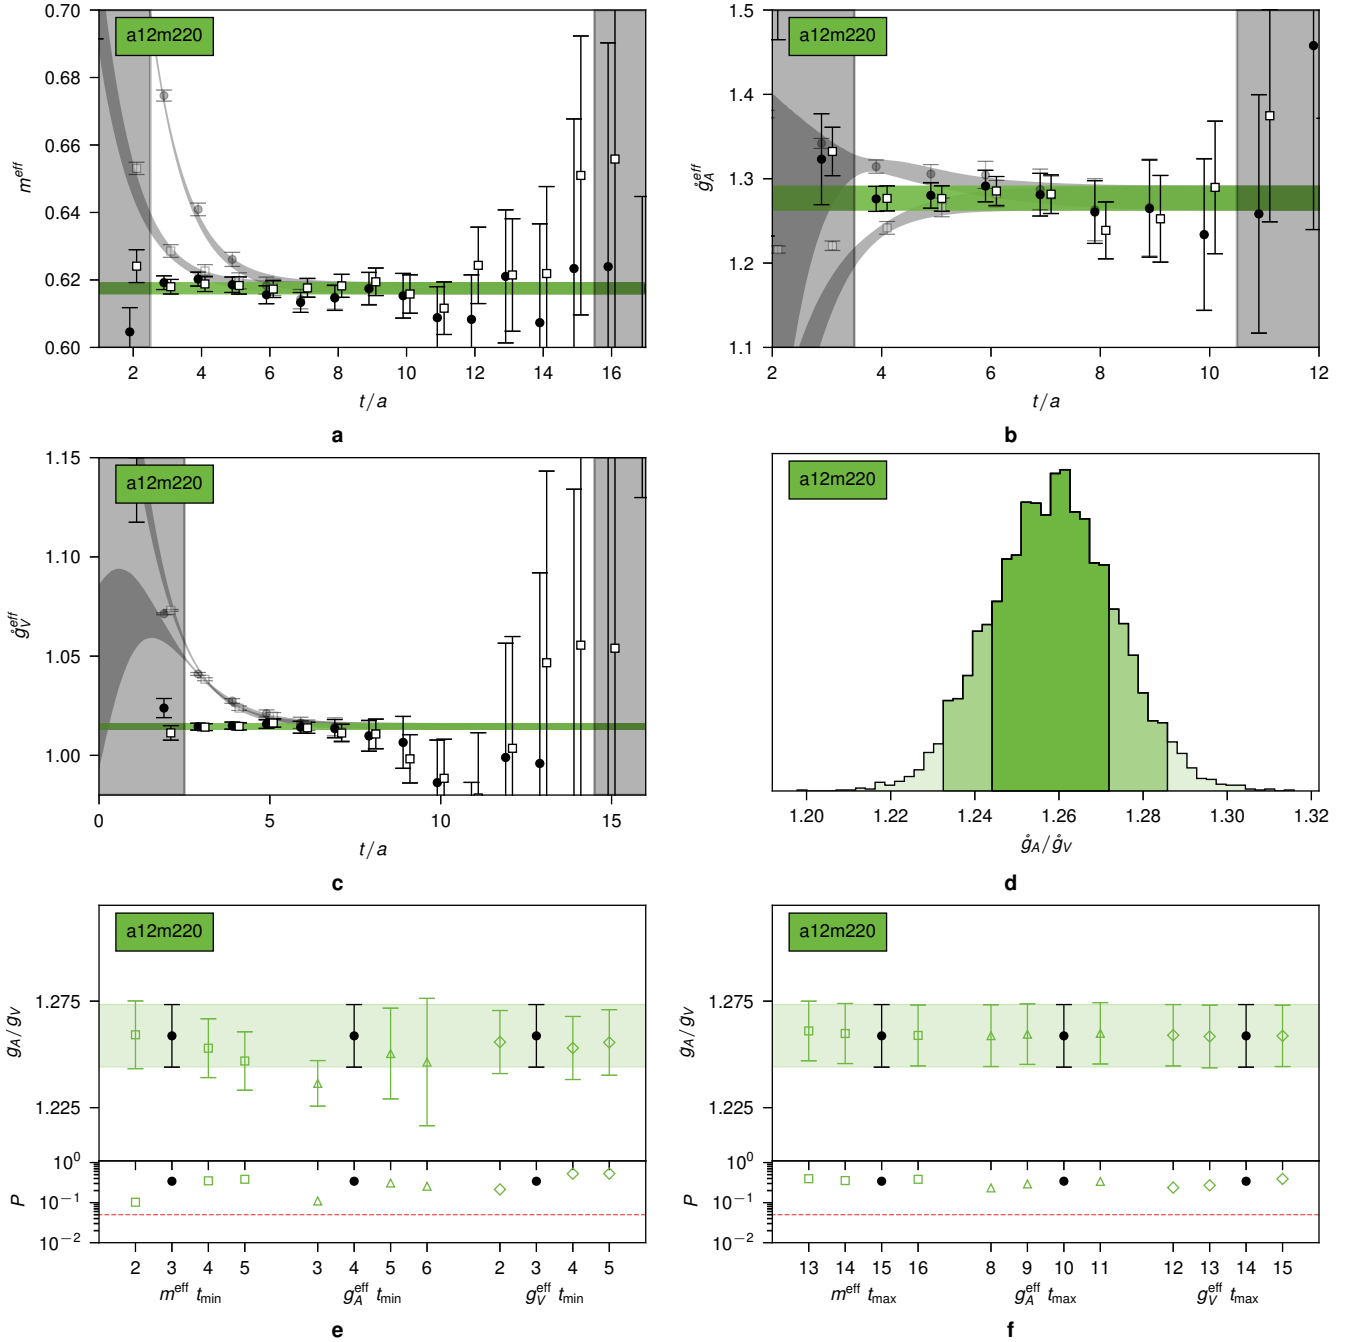 a12m220
0.70
0.68
0.66
0.64
0.62
0.60
m^eff
2 4 6 8 10 12 14 16
t/a
a
a12m220
1.5
1.4
1.3
1.2
1.1
g̊_A^eff
2 4 6 8 10 12
t/a
b
a12m220
1.15
1.10
1.05
1.00
g̊_V^eff
0 5 10 15
t/a
c
a12m220
1.20 1.22 1.24 1.26 1.28 1.30 1.32
g̊_A/g̊_V
d
a12m220
1.275
1.225
g_A/g_V
10^0
10^−1
10^−2
P
2 3 4 5 3 4 5 6 2 3 4 5
m^eff t_min g_A^eff t_min g_V^eff t_min
e
a12m220
1.275
1.225
g_A/g_V
10^0
10^−1
10^−2
P
13 14 15 16 8 9 10 11 12 13 14 15
m^eff t_max g_A^eff t_max g_V^eff t_max
f